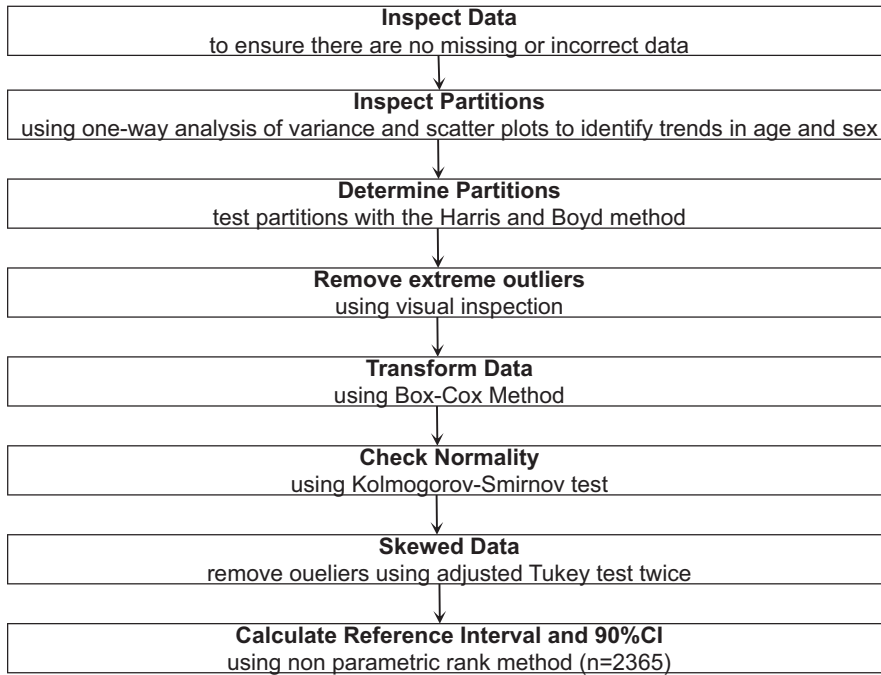 Inspect Data
to ensure there are no missing or incorrect data
Inspect Partitions
using one-way analysis of variance and scatter plots to identify trends in age and sex
Determine Partitions
test partitions with the Harris and Boyd method
Remove extreme outliers
using visual inspection
Transform Data
using Box-Cox Method
Check Normality
using Kolmogorov-Smirnov test
Skewed Data
remove oueliers using adjusted Tukey test twice
Calculate Reference Interval and 90%CI
using non parametric rank method (n=2365)